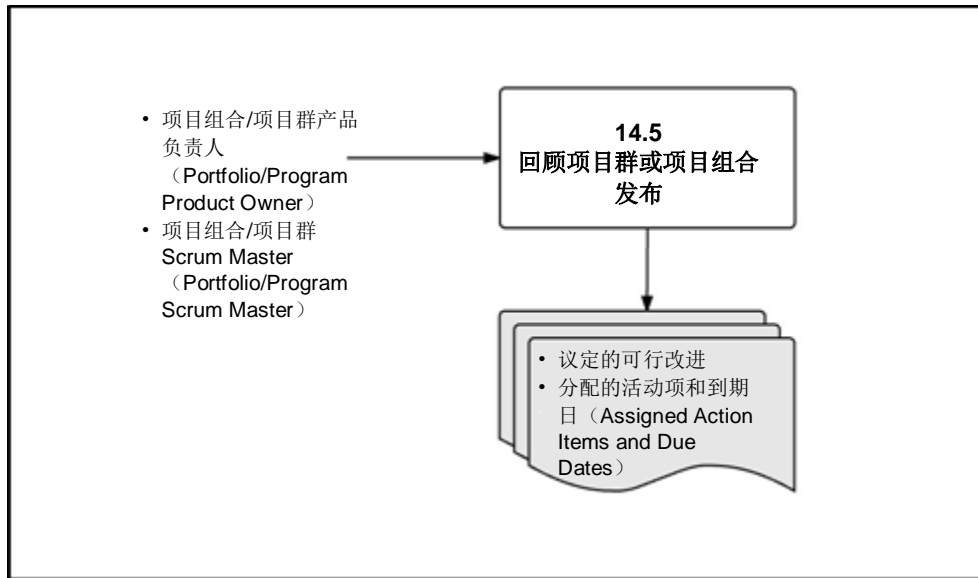 • 项目组合/项目群产品
负责人
（Portfolio/Program
Product Owner）
• 项目组合/项目群
Scrum Master
（Portfolio/Program
Scrum Master）
14.5
回顾项目群或项目组合
发布
• 议定的可行改进
• 分配的活动项和到期
日（Assigned Action
Items and Due
Dates）